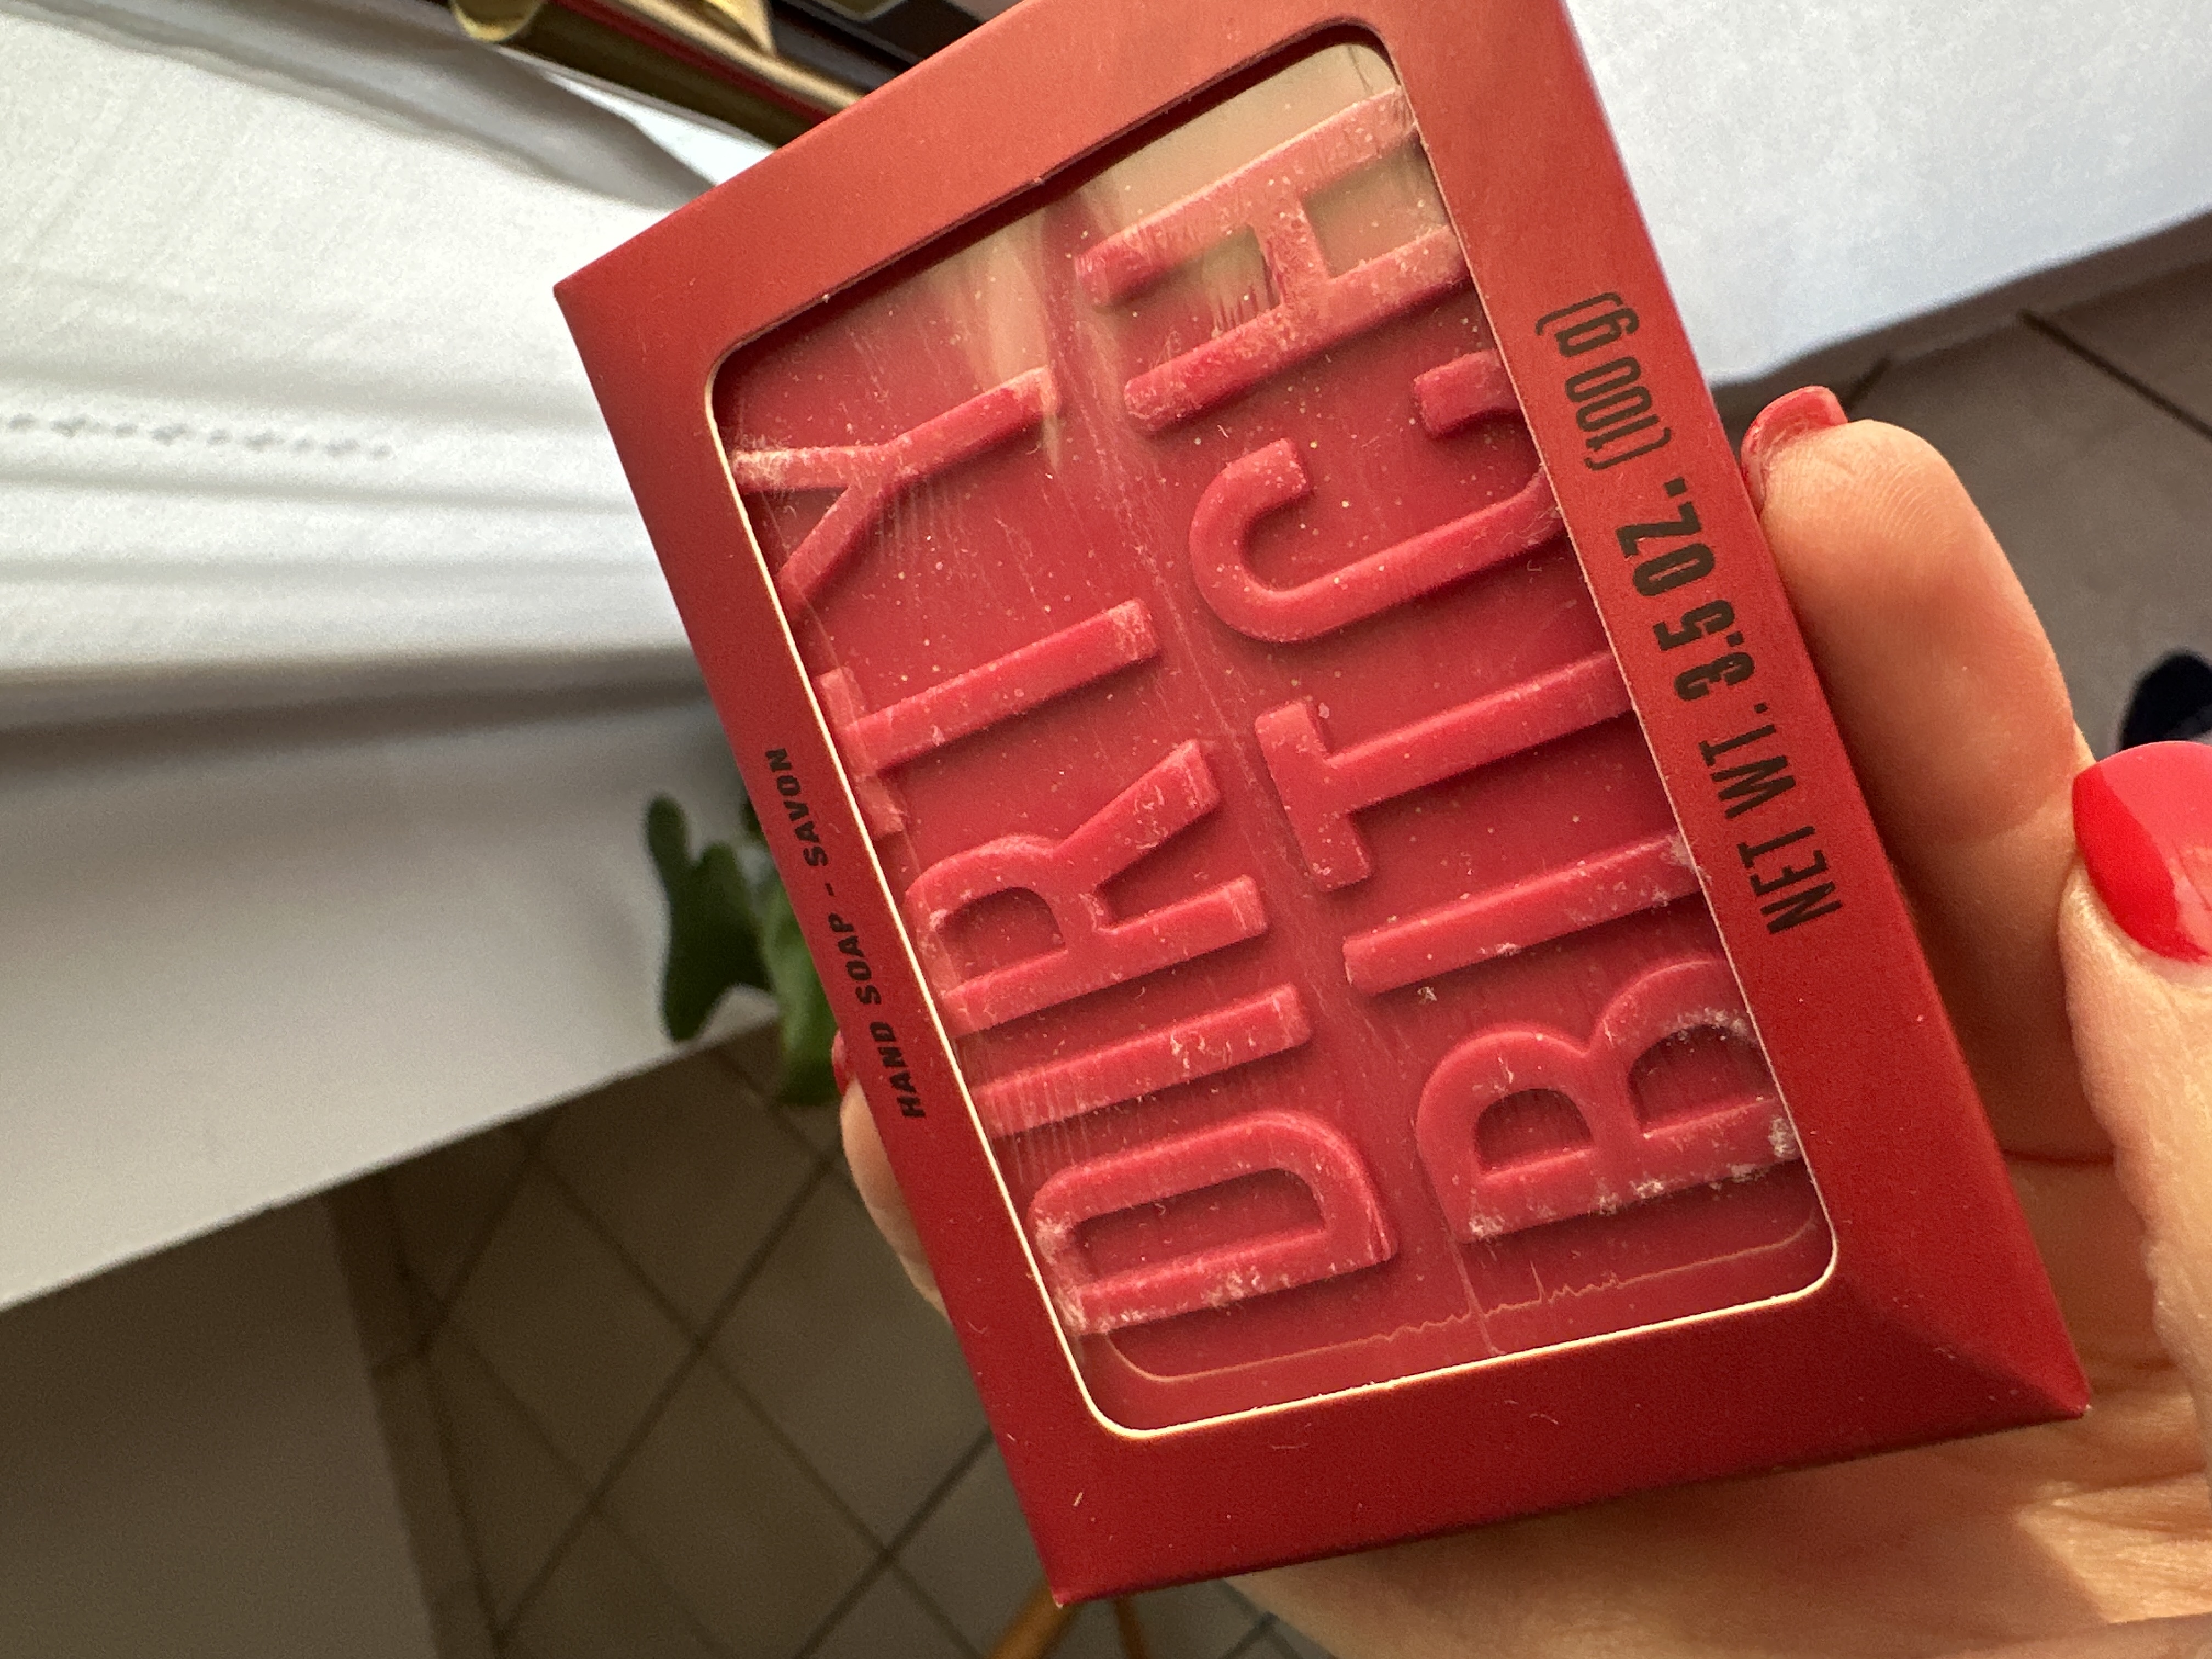 HAND SOAP - SAVON
DIRTY
BITCH
NET WT. 3.5 OZ. (100 g)